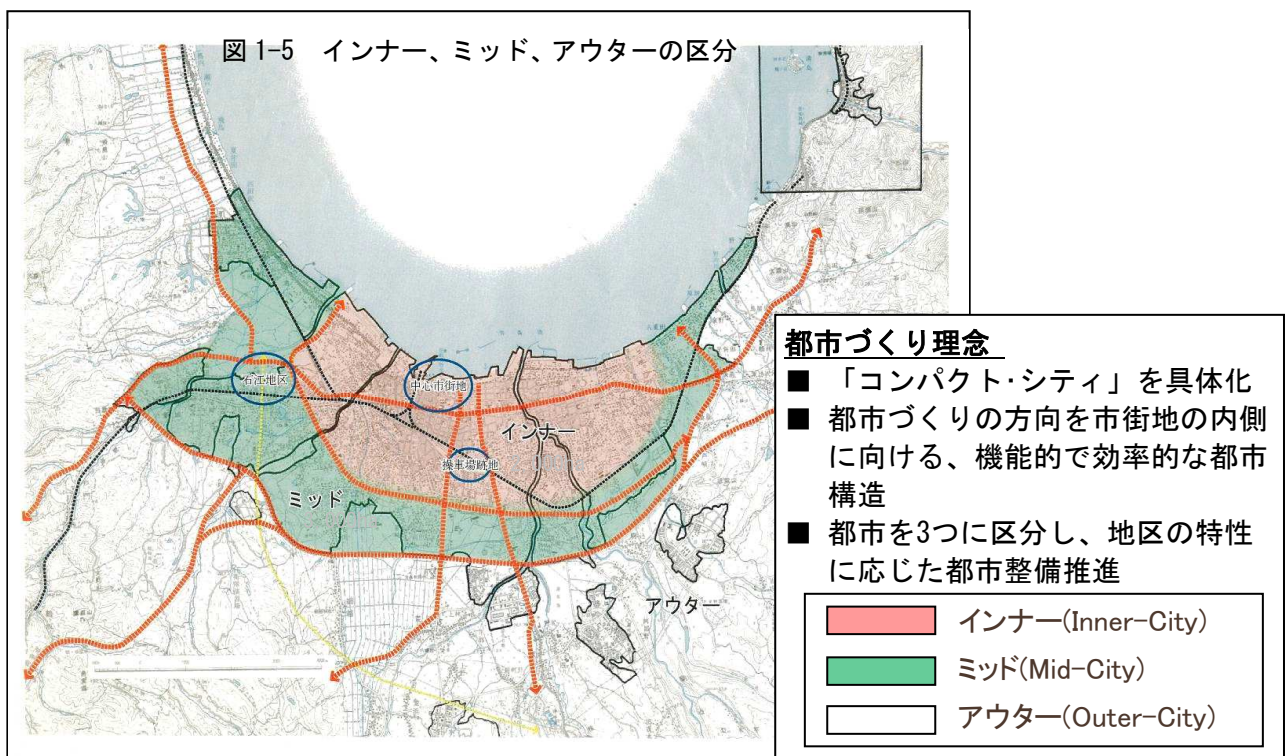 図 1-5　インナー、ミッド、アウターの区分
石江地区
中心市街地
インナー
操車場跡地
ミッド
アウター
都市づくり理念
■ 「コンパクト・シティ」を具体化
■ 都市づくりの方向を市街地の内側
に向ける、機能的で効率的な都市
構造
■ 都市を3つに区分し、地区の特性
に応じた都市整備推進
インナー(Inner-City)
ミッド(Mid-City)
アウター(Outer-City)